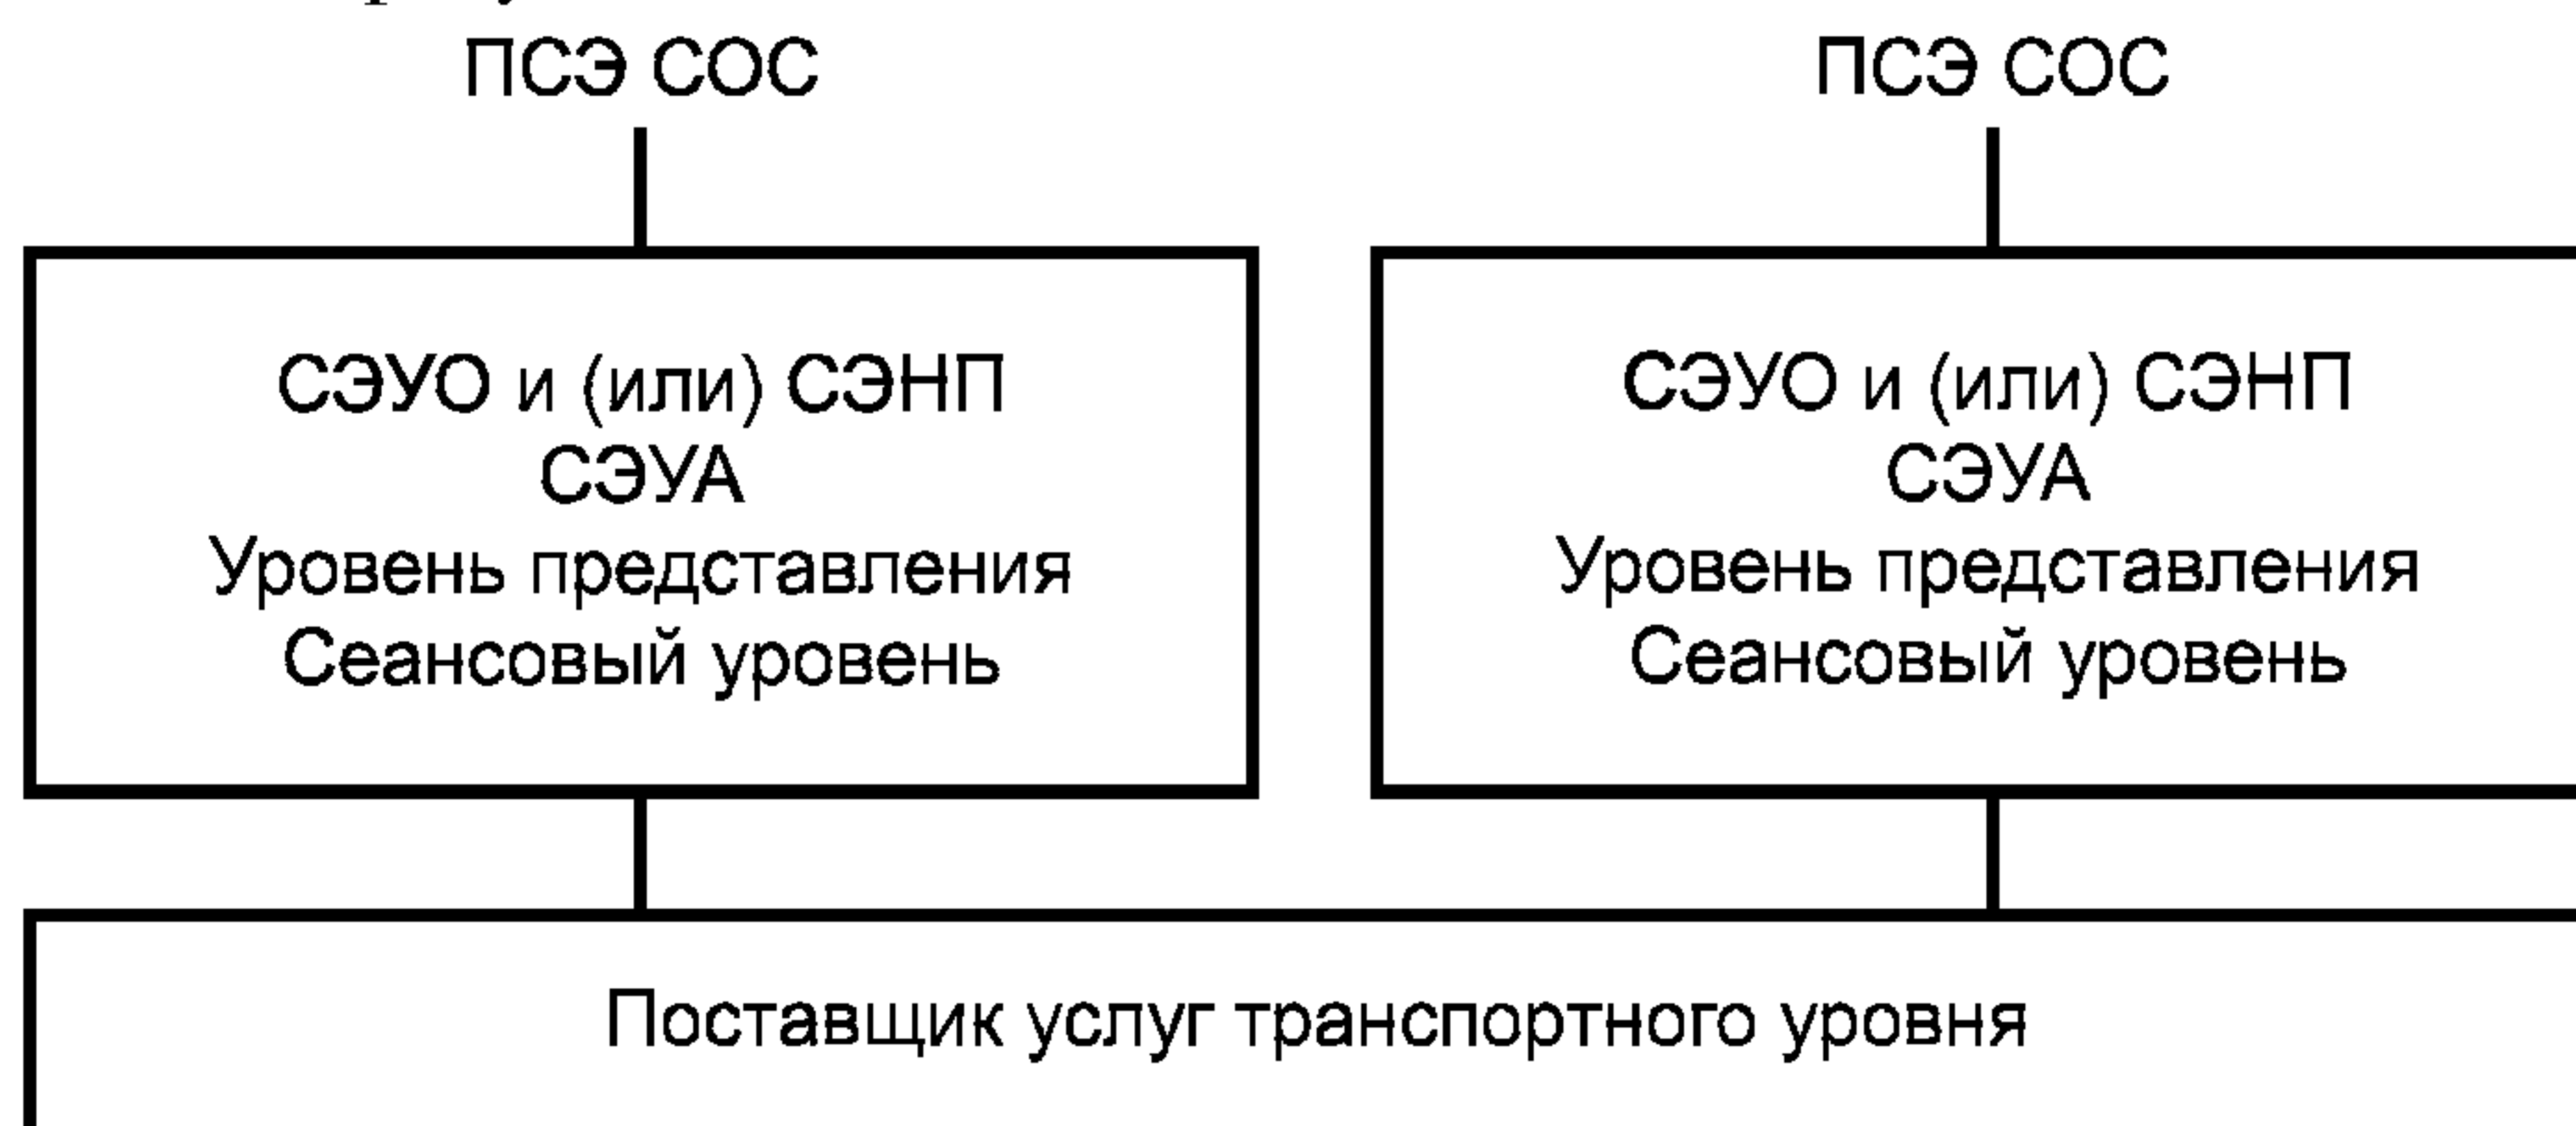 ПСЭ СОС
ПСЭ СОС
СЭУО и (или) СЭНП
СЭУА
Уровень представления
Сеансовый уровень
СЭУО и (или) СЭНП
СЭУА
Уровень представления
Сеансовый уровень
Поставщик услуг транспортного уровня